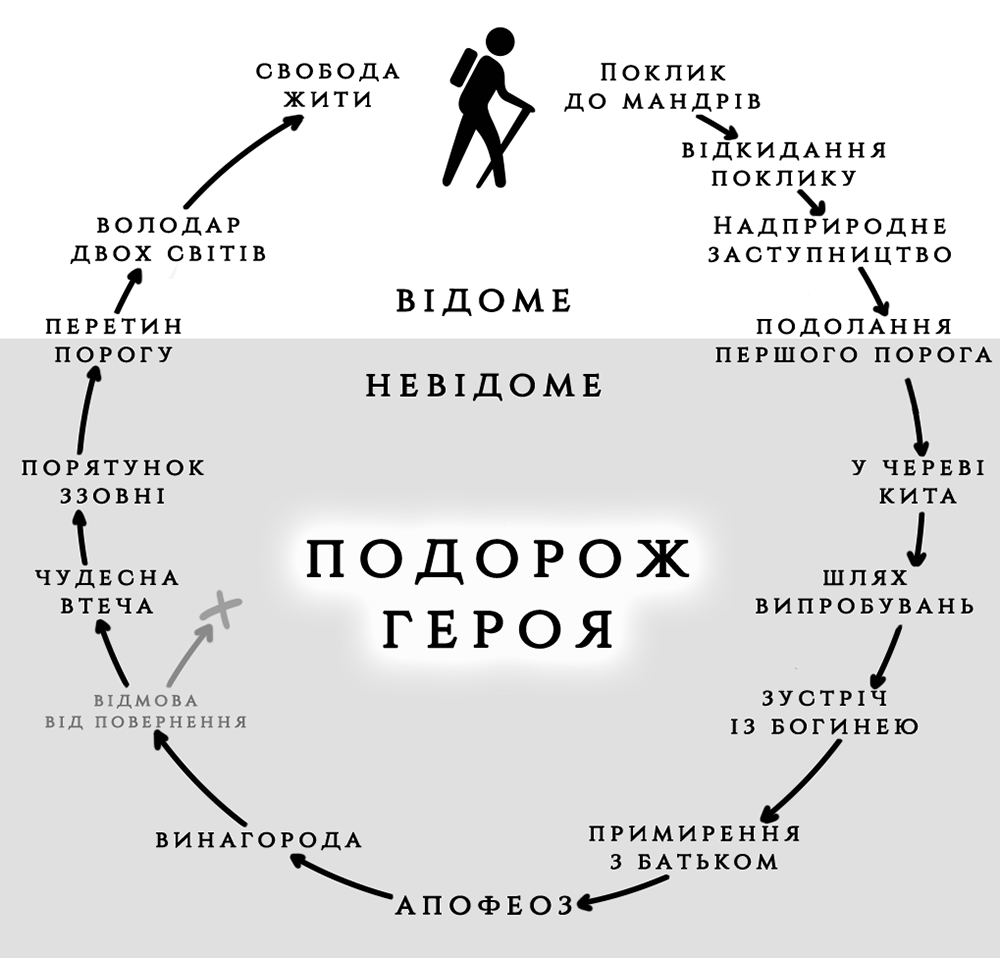 Поклик
до мандрів
відкидання
поклику
Надприродне
заступництво
подолання
першого порога
у череві
кита
шлях
випробувань
зустріч
із богинею
примирення
з батьком
апофеоз
винагорода
відмова
від повернення
чудесна
втеча
порятунок
ззовні
перетин
порогу
володар
двох світів
свобода
жити
відоме
невідоме
подорож
героя